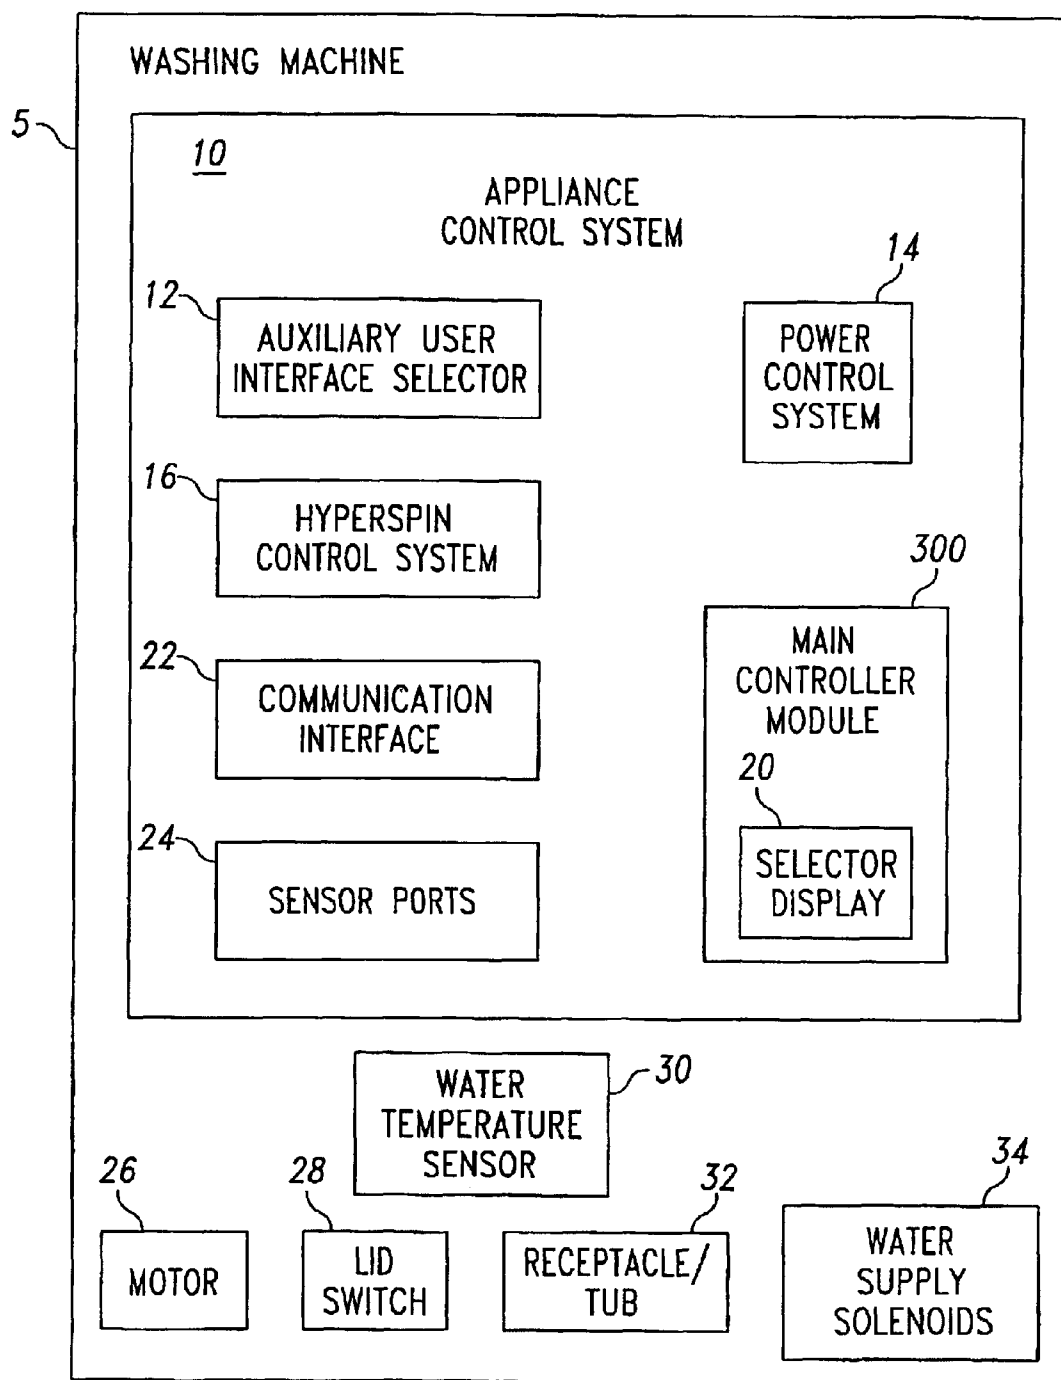 WASHING MACHINE
5
10
APPLIANCE
CONTROL SYSTEM
12
AUXILIARY USER
INTERFACE SELECTOR
14
POWER
CONTROL
SYSTEM
16
HYPERSPIN
CONTROL SYSTEM
300
MAIN
CONTROLLER
MODULE
22
COMMUNICATION
INTERFACE
20
SELECTOR
DISPLAY
24
SENSOR PORTS
30
WATER
TEMPERATURE
SENSOR
26
MOTOR
28
LID
SWITCH
32
RECEPTACLE/
TUB
34
WATER
SUPPLY
SOLENOIDS